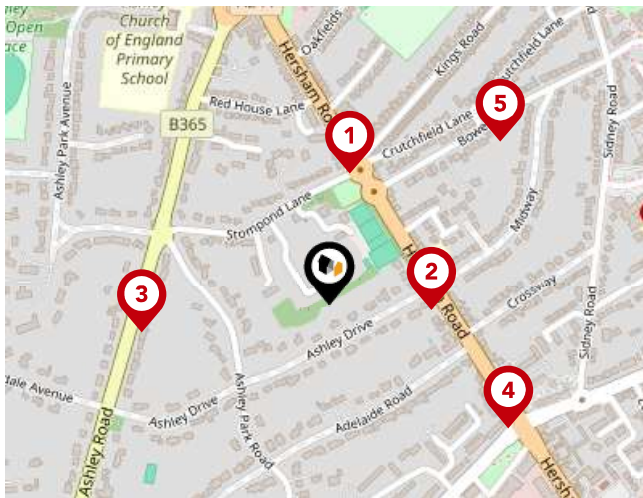 Church
of England
Primary
School
Open
Ashley Park Avenue
B365
Red House Lane
Oakfields
Kings Road
Crutchfield Lane
Crutchfield Lane
Sidney Road
Midway
Stompond Lane
1
5
3
2
4
Hersham
Road
Crossway
Ashley Drive
Ashley Drive
Adelaide Road
Sidney Road
dale Avenue
Ashley Park Road
Ashley Road